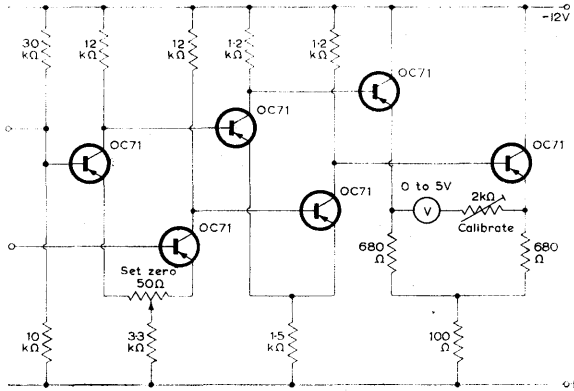 -12V
30 kΩ
12 kΩ
12 kΩ
1·2 kΩ
1·2 kΩ
OC71
OC71
OC71
OC71
OC71
OC71
0 to 5V
2kΩ
V
Calibrate
680 Ω
680 Ω
Set zero
50Ω
10 kΩ
3·3 kΩ
1·5 kΩ
100 Ω